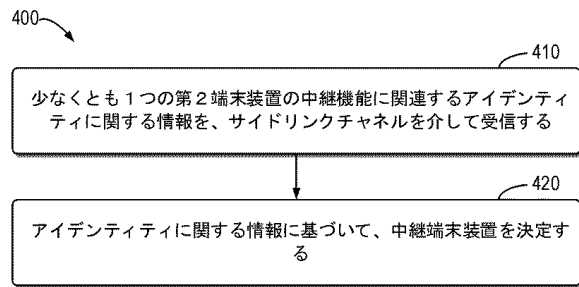 400
410
少なくとも１つの第２端末装置の中継機能に関連するアイデンティ
ティに関する情報を、サイドリンクチャネルを介して受信する
420
アイデンティティに関する情報に基づいて、中継端末装置を決定す
る